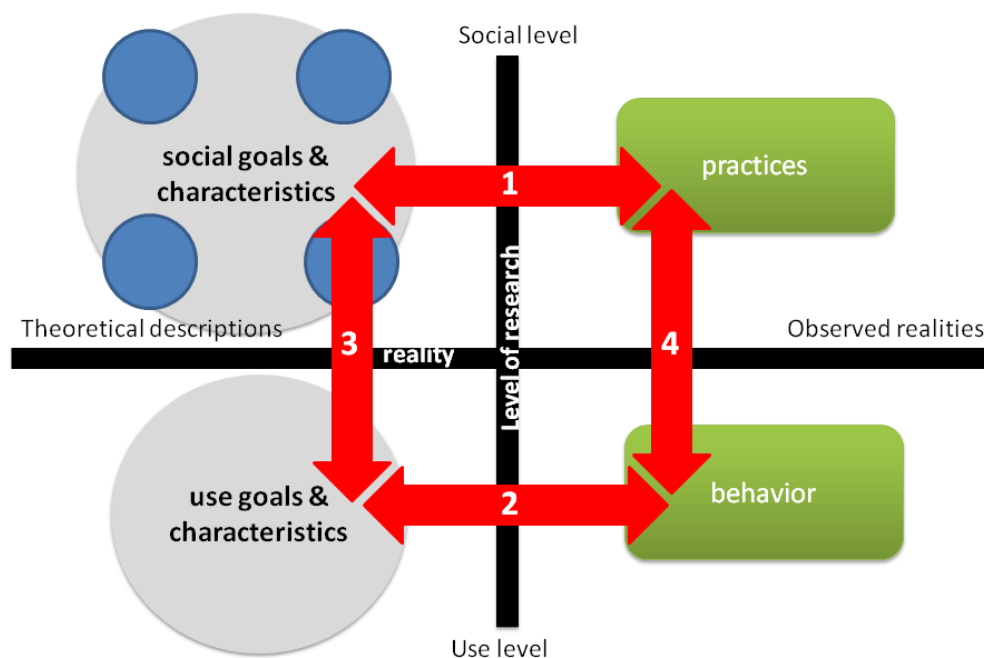 Social level
social goals &
characteristics
practices
1
Level of research
Theoretical descriptions
Observed realities
3
reality
4
use goals &
characteristics
2
behavior
Use level